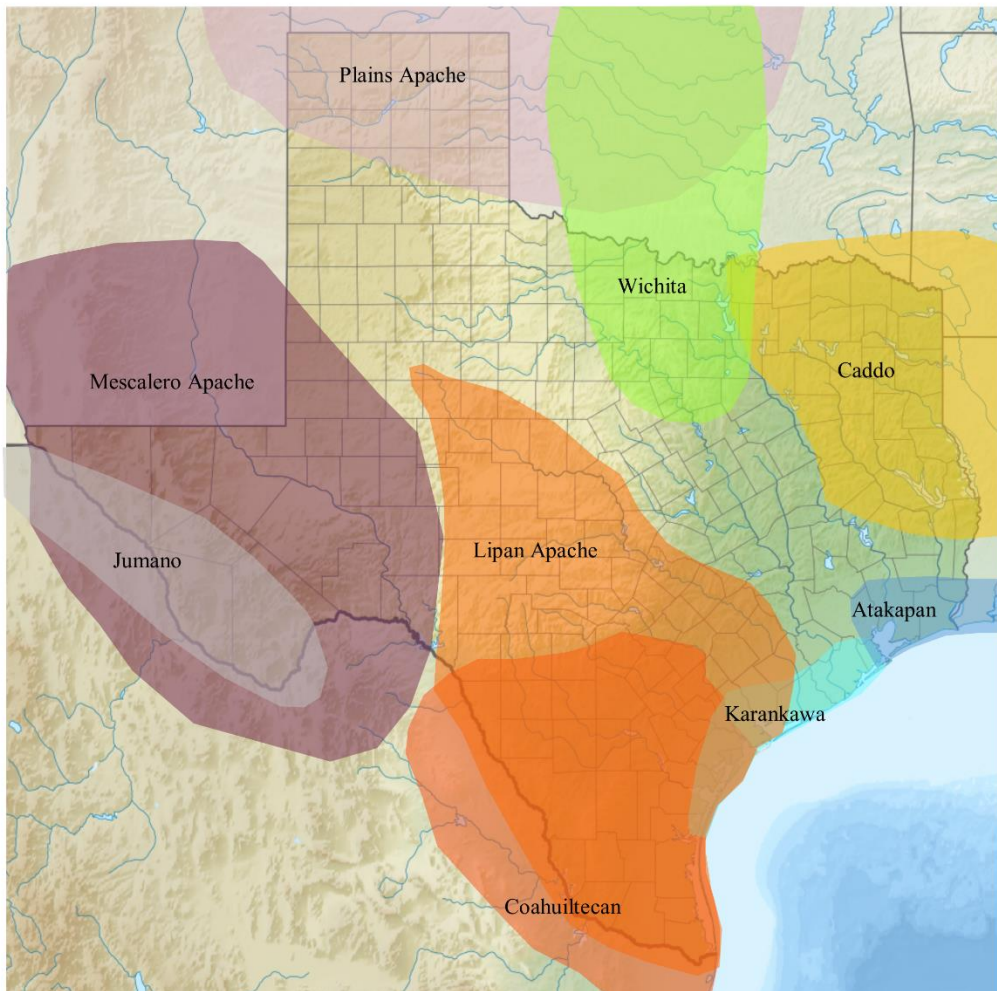 Plains Apache
Wichita
Caddo
Mescalero Apache
Lipan Apache
Jumano
Atakapan
Karankawa
Coahuiltecan